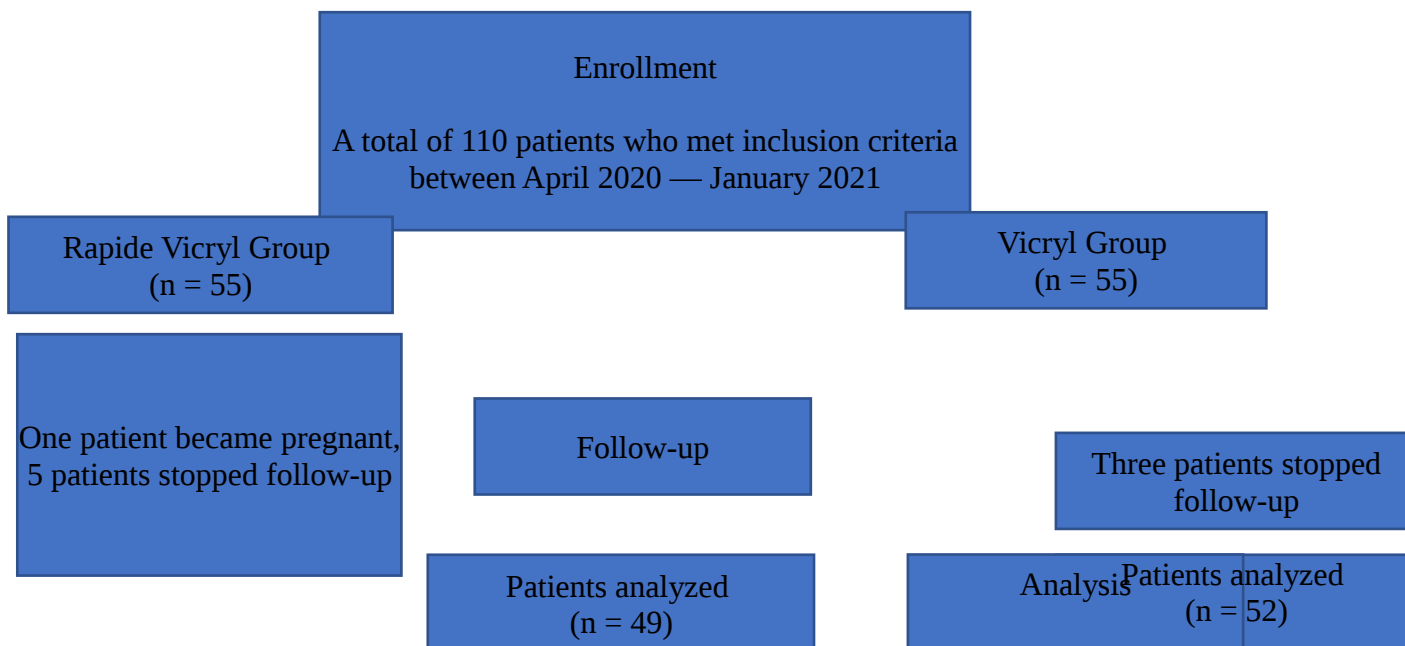 Enrollment
A total of 110 patients who met inclusion criteria
between April 2020 — January 2021
Rapide Vicryl Group
(n = 55)
Vicryl Group
(n = 55)
One patient became pregnant,
5 patients stopped follow-up
Follow-up
Three patients stopped
follow-up
Patients analyzed
(n = 49)
Analysis
Patients analyzed
(n = 52)